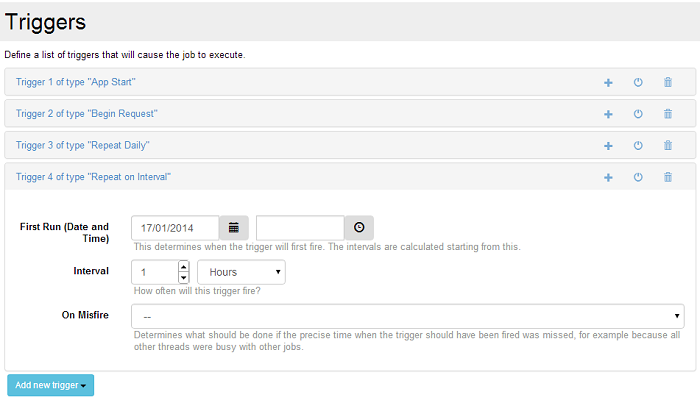 Triggers
Define a list of triggers that will cause the job to execute.
Trigger 1 of type "App Start"
Trigger 2 of type "Begin Request"
Trigger 3 of type "Repeat Daily"
Trigger 4 of type "Repeat on Interval"
First Run (Date and
Time)
17/01/2014
This determines when the trigger will first fire. The intervals are calculated starting from this.
Interval
1
Hours
How often will this trigger fire?
On Misfire
--
Determines what should be done if the precise time when the trigger should have been fired was missed, for example because all
other threads were busy with other jobs.
Add new trigger